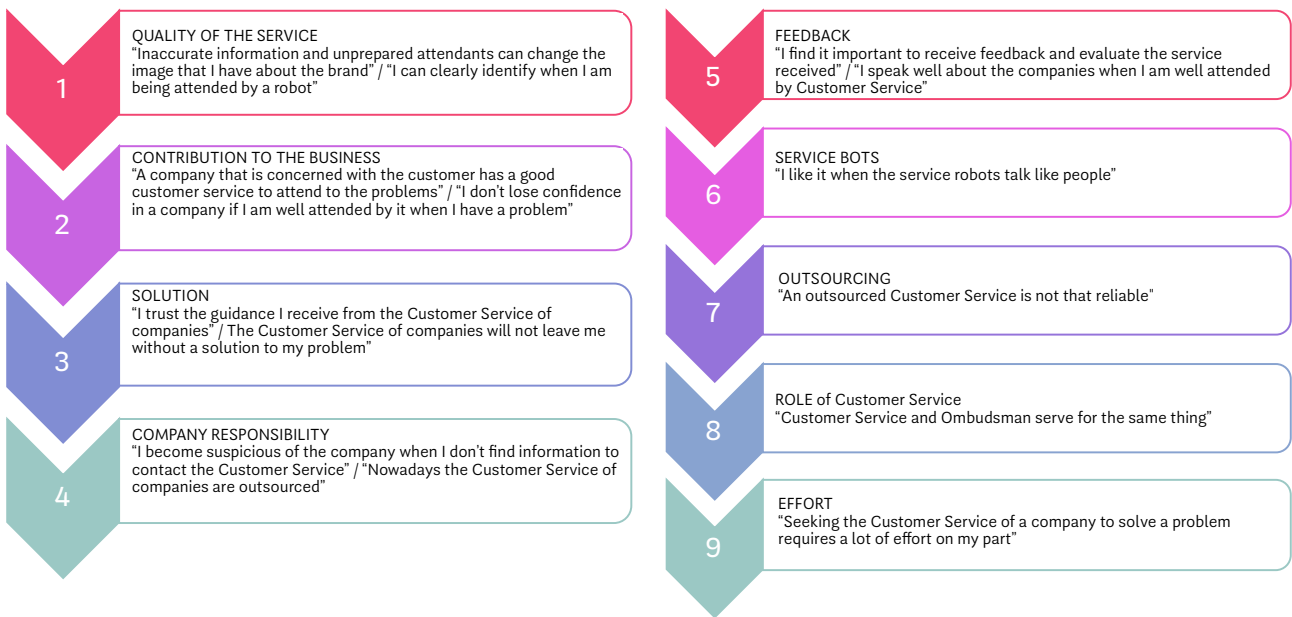 1
QUALITY OF THE SERVICE
“Inaccurate information and unprepared attendants can change the
image that I have about the brand” / “I can clearly identify when I am
being attended by a robot”
2
CONTRIBUTION TO THE BUSINESS
“A company that is concerned with the customer has a good
customer service to attend to the problems” / “I don’t lose confidence
in a company if I am well attended by it when I have a problem”
3
SOLUTION
“I trust the guidance I receive from the Customer Service of
companies” / The Customer Service of companies will not leave me
without a solution to my problem”
4
COMPANY RESPONSIBILITY
“I become suspicious of the company when I don’t find information to
contact the Customer Service” / “Nowadays the Customer Service of
companies are outsourced”
5
FEEDBACK
“I find it important to receive feedback and evaluate the service
received” / “I speak well about the companies when I am well attended
by Customer Service”
6
SERVICE BOTS
“I like it when the service robots talk like people”
7
OUTSOURCING
“An outsourced Customer Service is not that reliable"
8
ROLE of Customer Service
“Customer Service and Ombudsman serve for the same thing”
9
EFFORT
“Seeking the Customer Service of a company to solve a problem
requires a lot of effort on my part”